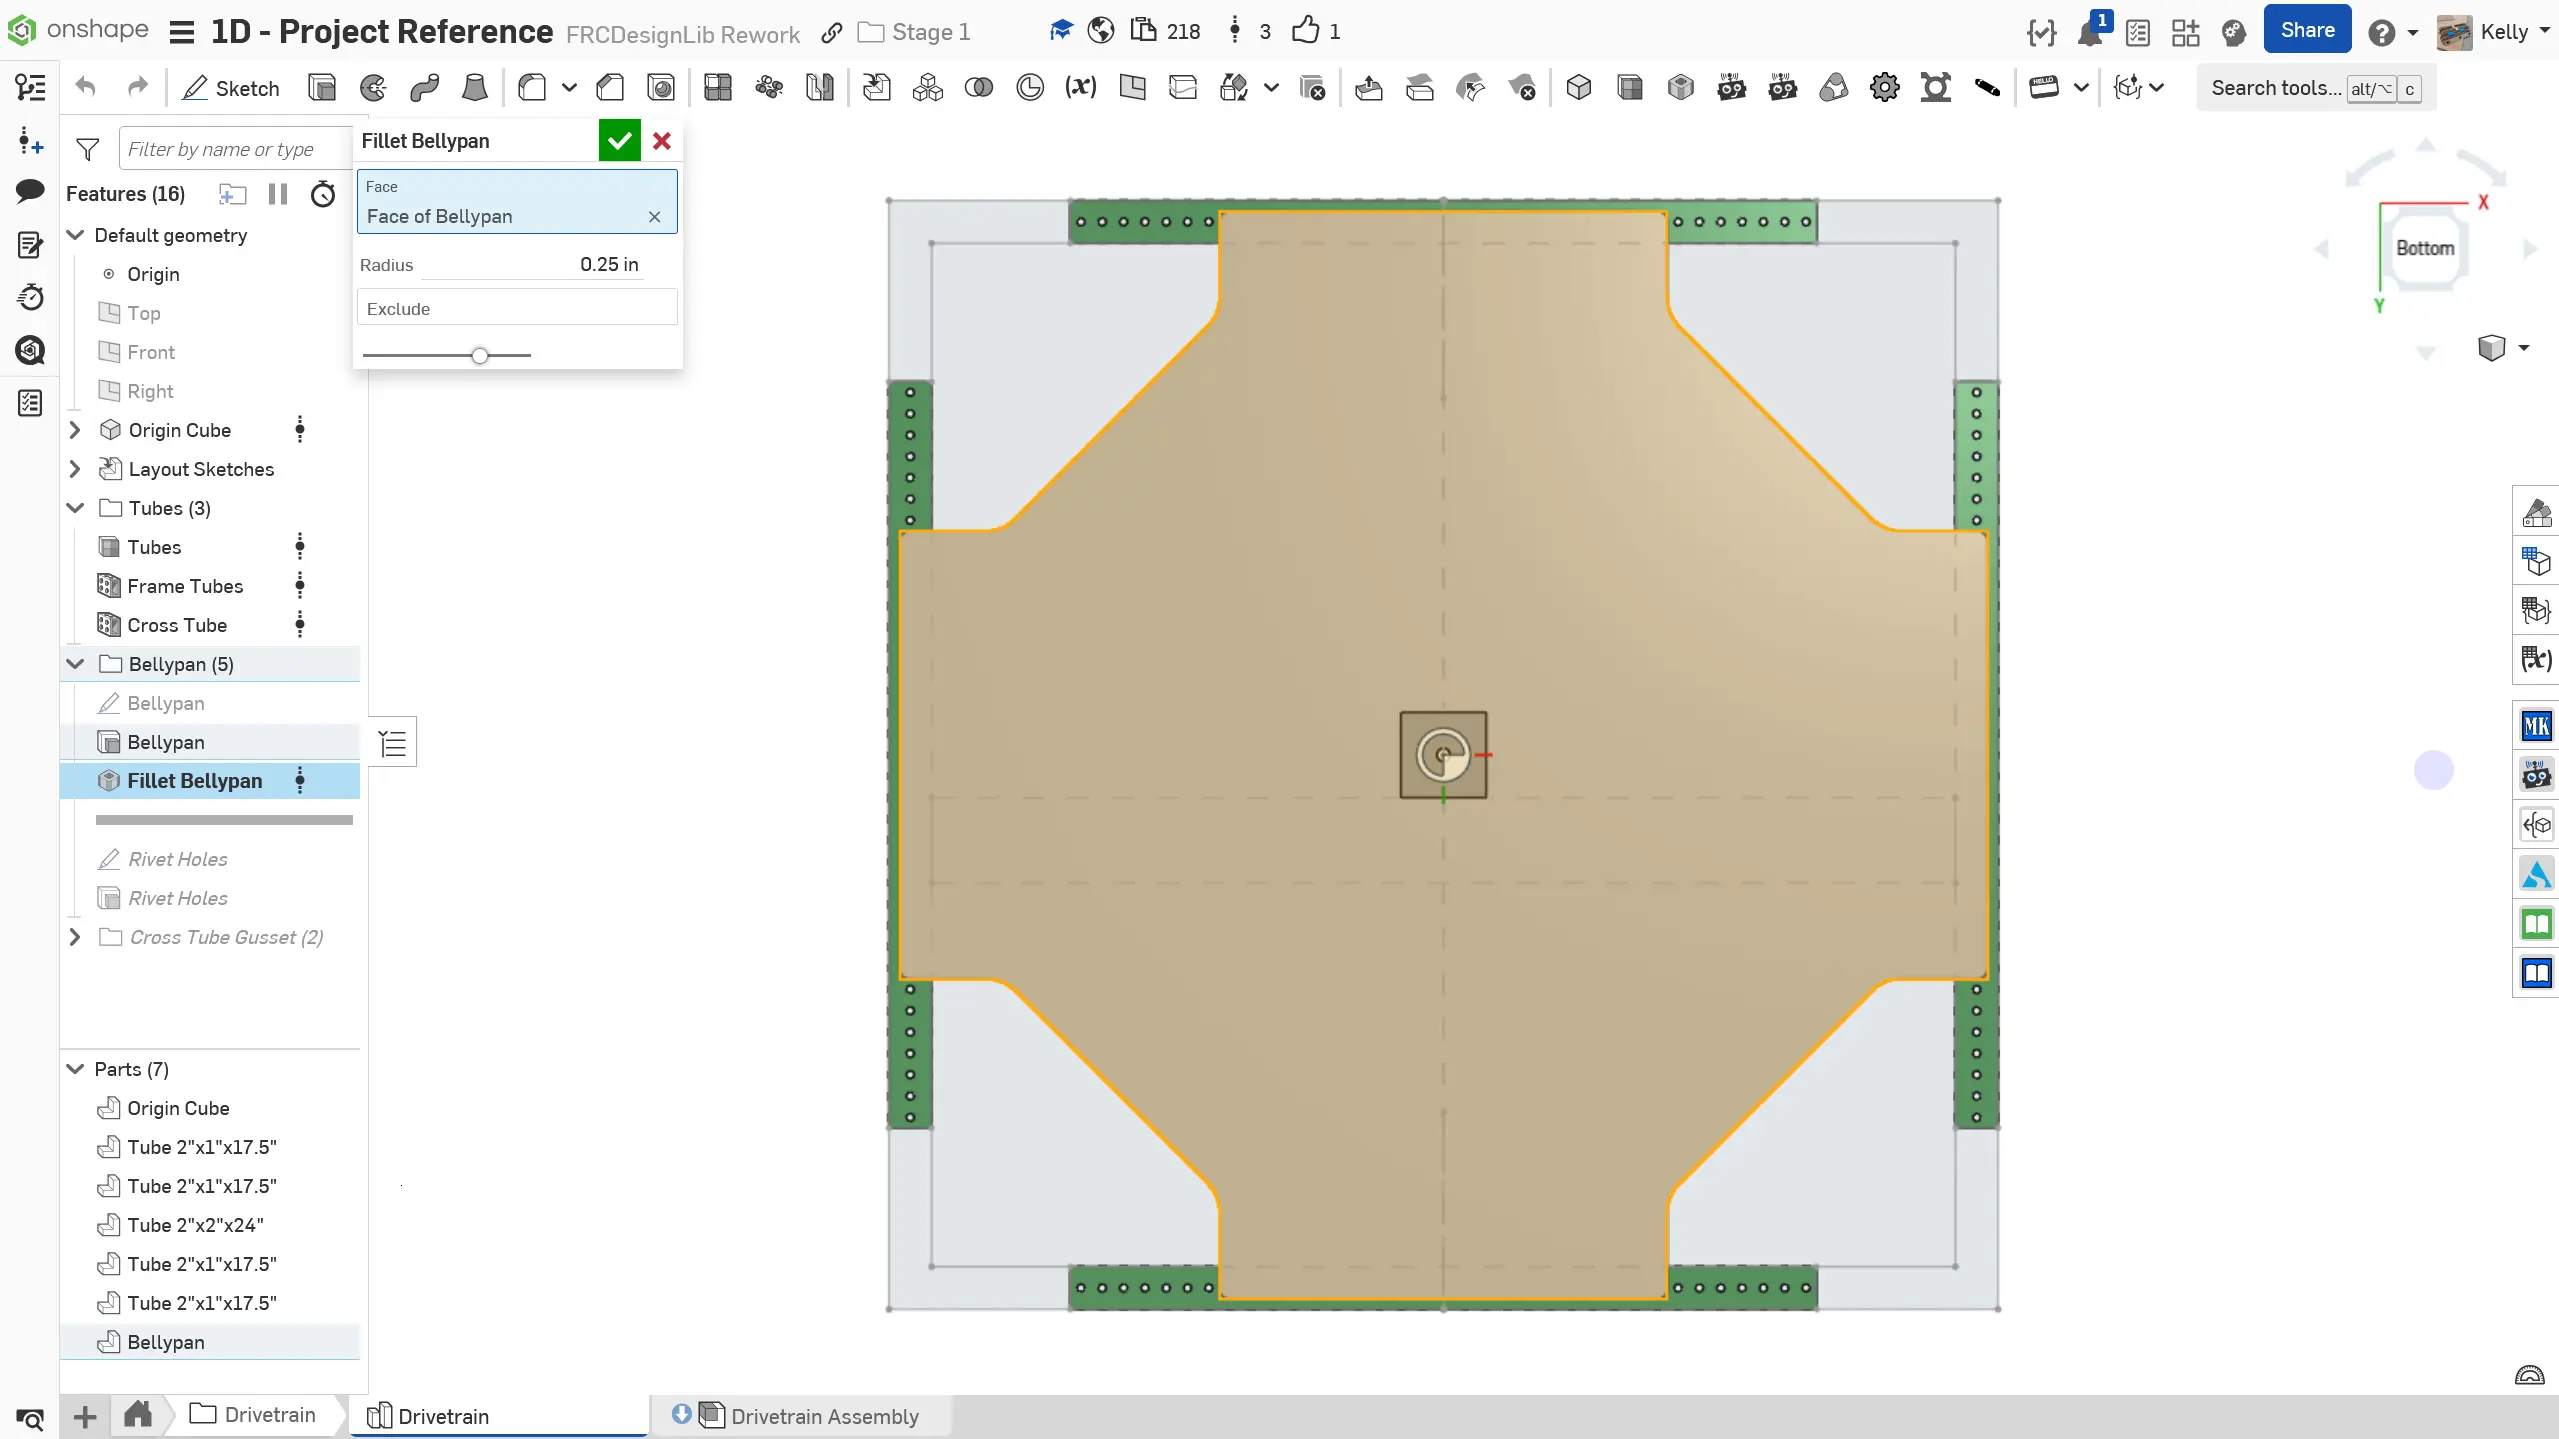 onshape
1D - Project Reference FRCDesignLib Rework Stage 1
218 3 1
1
Share
Kelly
Sketch
(x)
HELLO
Search tools... alt/⌥ c
Filter by name or type
Features (16)
Default geometry
Origin
Top
Front
Right
Origin Cube
Layout Sketches
Tubes (3)
Tubes
Frame Tubes
Cross Tube
Bellypan (5)
Bellypan
Bellypan
Fillet Bellypan
Rivet Holes
Rivet Holes
Cross Tube Gusset (2)
Parts (7)
Origin Cube
Tube 2"x1"x17.5"
Tube 2"x1"x17.5"
Tube 2"x2"x24"
Tube 2"x1"x17.5"
Tube 2"x1"x17.5"
Bellypan
Fillet Bellypan
Face
Face of Bellypan
Radius 0.25 in
Exclude
X
Bottom
Y
(x)
MK
Drivetrain
Drivetrain
Drivetrain Assembly